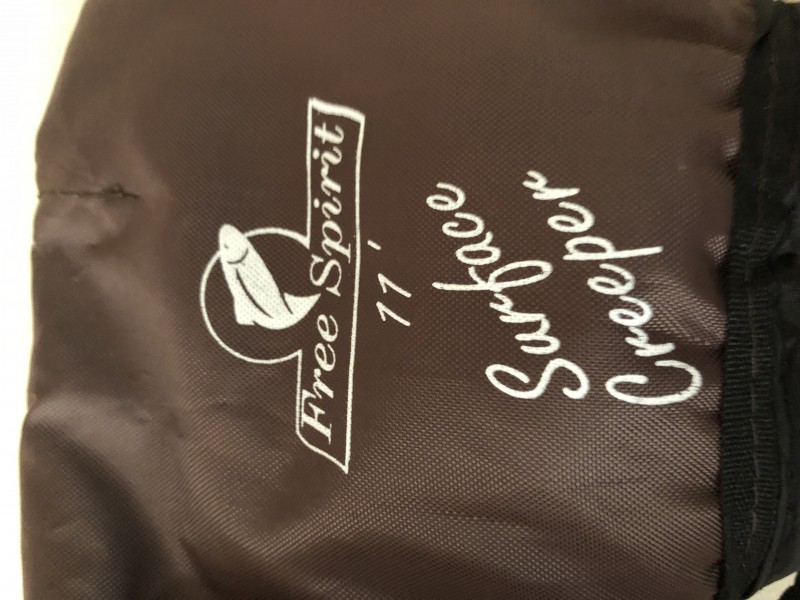 Free Spirit
11'
Surface
Creeper